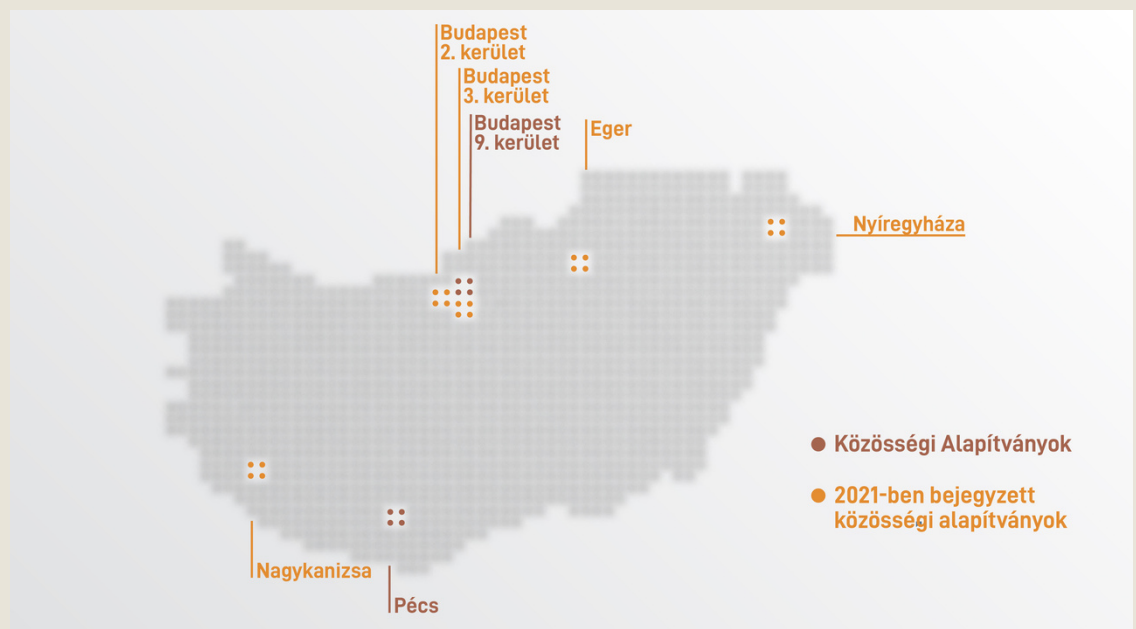 Budapest
2. kerület
Budapest
3. kerület
Budapest
9. kerület
Eger
Nyíregyháza
Közösségi Alapítványok
2021-ben bejegyzett
közösségi alapítványok
Nagykanizsa
Pécs